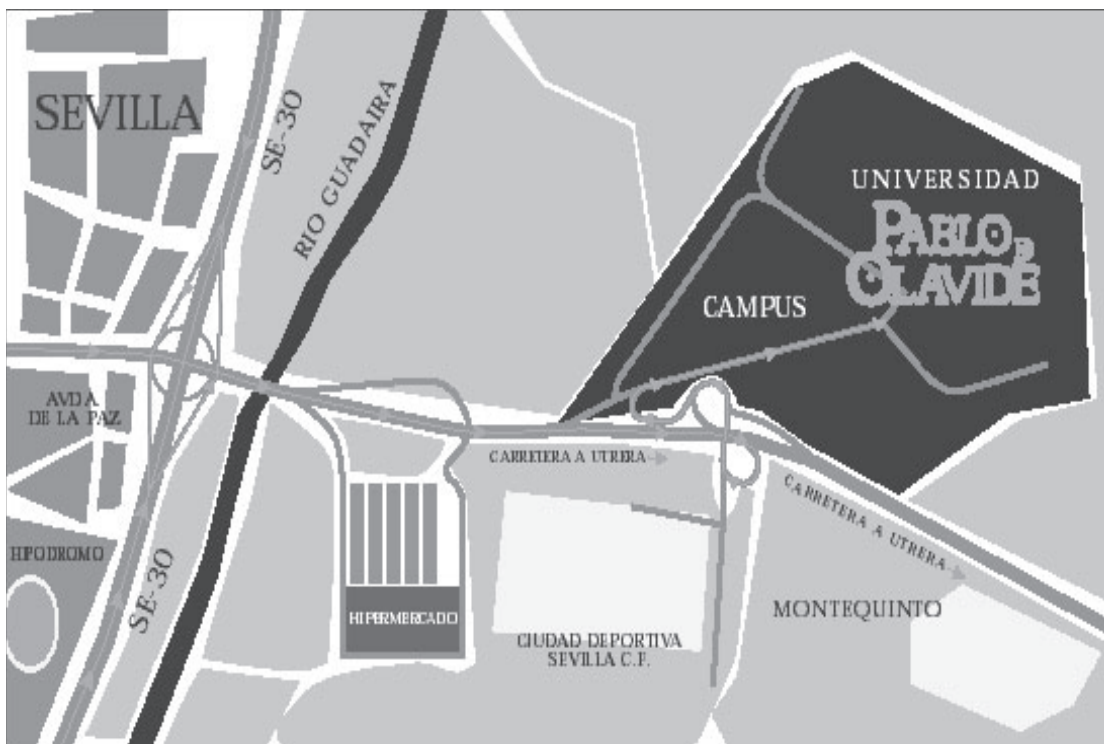 SEVILLA
SE-30
RIO GUADAIRA
UNIVERSIDAD
PABLO DE
OLAVIDE
CAMPUS
AVDA
DE LA PAZ
CARRETERA A UTRERA
CARRETERA A UTRERA
HIPODROMO
SE-30
HIPERMERCADO
MONTEQUINTO
CIUDAD DEPORTIVA
SEVILLA C.F.